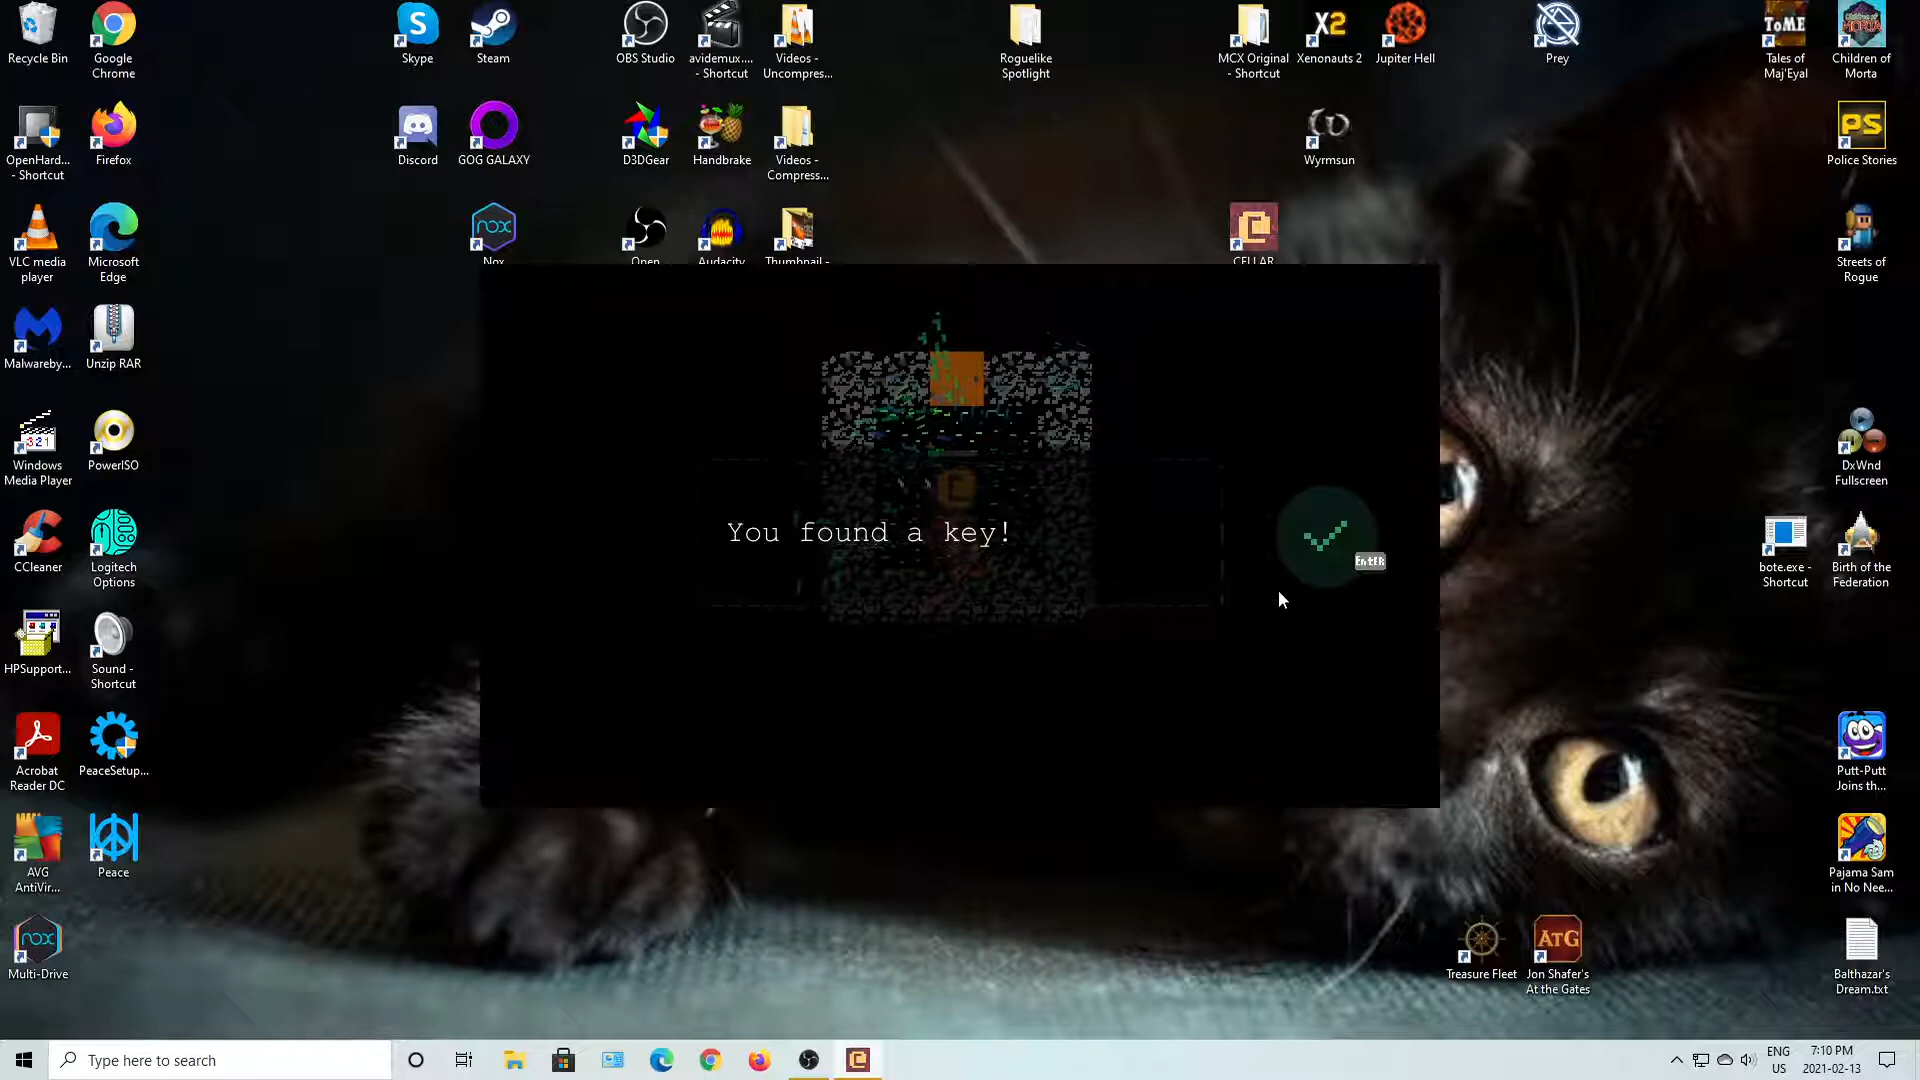 Recycle Bin
Google
Chrome
Skype
Steam
OBS Studio
avidemux....
- Shortcut
Videos -
Uncompres...
Roguelike
Spotlight
MCX Original
- Shortcut
Xenonauts 2
Jupiter Hell
Prey
Tales of
Maj'Eyal
Children of
Morta
OpenHard...
- Shortcut
Firefox
Discord
GOG GALAXY
D3DGear
Handbrake
Videos -
Compress...
Wyrmsun
Police Stories
VLC media
player
Microsoft
Edge
Nox
Open
Audacity
Thumbnail -
CELLAR
Streets of
Rogue
Malwareby...
Unzip RAR
Windows
Media Player
PowerISO
DxWnd
Fullscreen
You found a key!
EntER
CCleaner
Logitech
Options
bote.exe -
Shortcut
Birth of the
Federation
HPSupport...
Sound -
Shortcut
Acrobat
Reader DC
PeaceSetup...
Putt-Putt
Joins th...
AVG
AntiVir...
Peace
Pajama Sam
in No Nee...
Multi-Drive
Treasure Fleet
Jon Shafer's
At the Gates
Balthazar's
Dream.txt
Type here to search
ENG
US
7:10 PM
2021-02-13